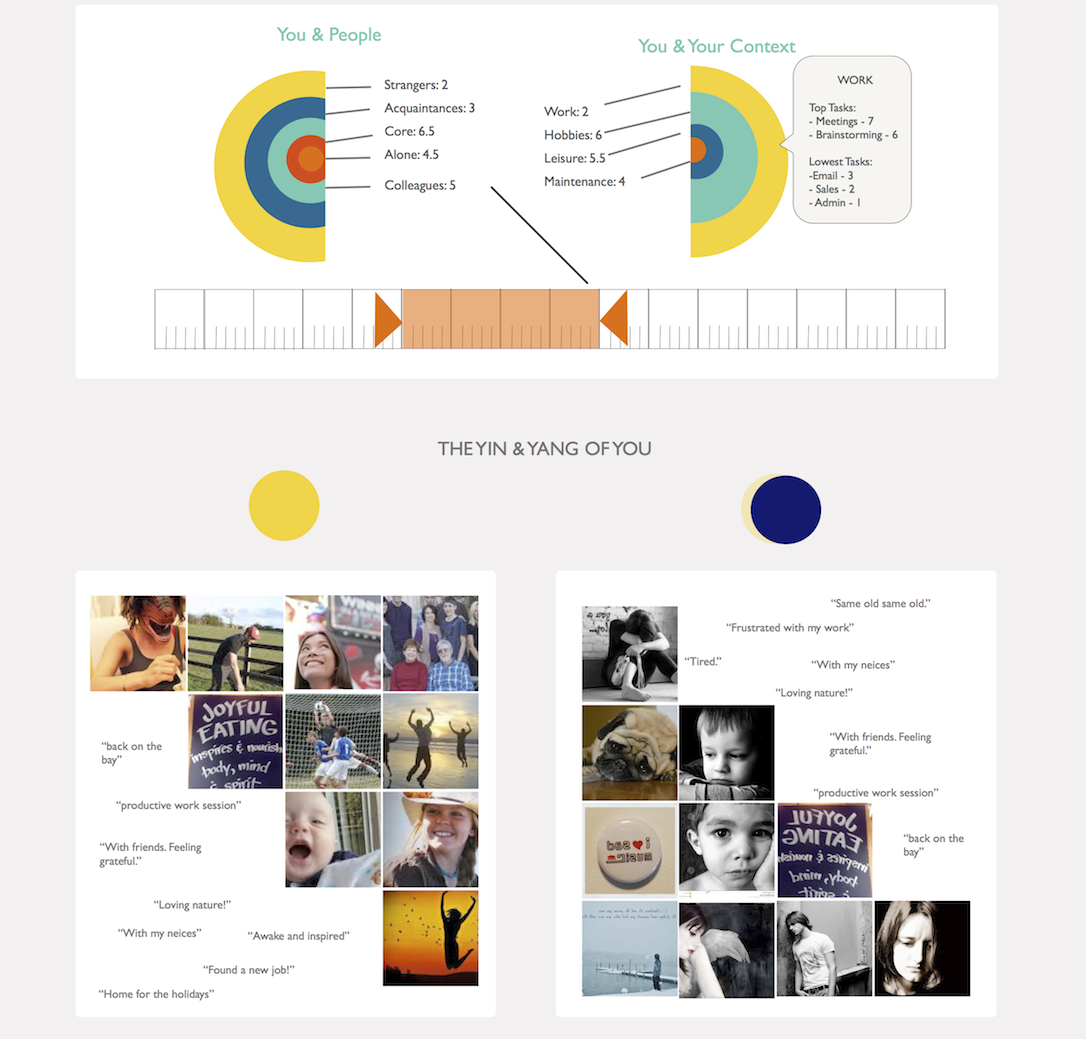 You & People
Strangers: 2
Acquaintances: 3
Core: 6.5
Alone: 4.5
Colleagues: 5
You & Your Context
Work: 2
Hobbies: 6
Leisure: 5.5
Maintenance: 4
WORK
Top Tasks:
- Meetings - 7
- Brainstorming - 6
Lowest Tasks:
-Email - 3
- Sales - 2
- Admin - 1
THE YIN & YANG OF YOU
JOYFUL
EATING
inspires & nourish
body, mind
& spirit
“back on the
bay”
“productive work session”
“With friends. Feeling
grateful.”
“Loving nature!”
“With my neices”
“Awake and inspired”
“Found a new job!”
“Home for the holidays”
“Same old same old.”
“Frustrated with my work”
“Tired.”
“With my neices”
“Loving nature!”
“With friends. Feeling
grateful.”
“productive work session”
i ♥ sad
music
JOYFUL
EATING
inspires & nourish
body, mind
& spirit
“back on the
bay”